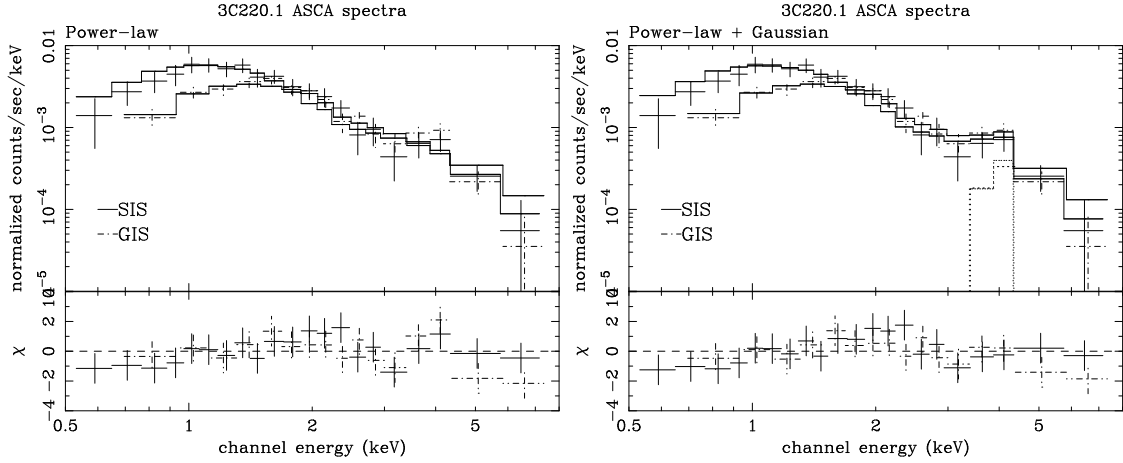 3C220.1 ASCA spectra
Power-law
normalized counts/sec/keV
0.01
10⁻³
10⁻⁴
10⁻⁵
SIS
GIS
χ
2
0
−2
−4
0.5 1 2 5
channel energy (keV)
3C220.1 ASCA spectra
Power-law + Gaussian
normalized counts/sec/keV
0.01
10⁻³
10⁻⁴
10⁻⁵
SIS
GIS
χ
2
0
−2
−4
0.5 1 2 5
channel energy (keV)